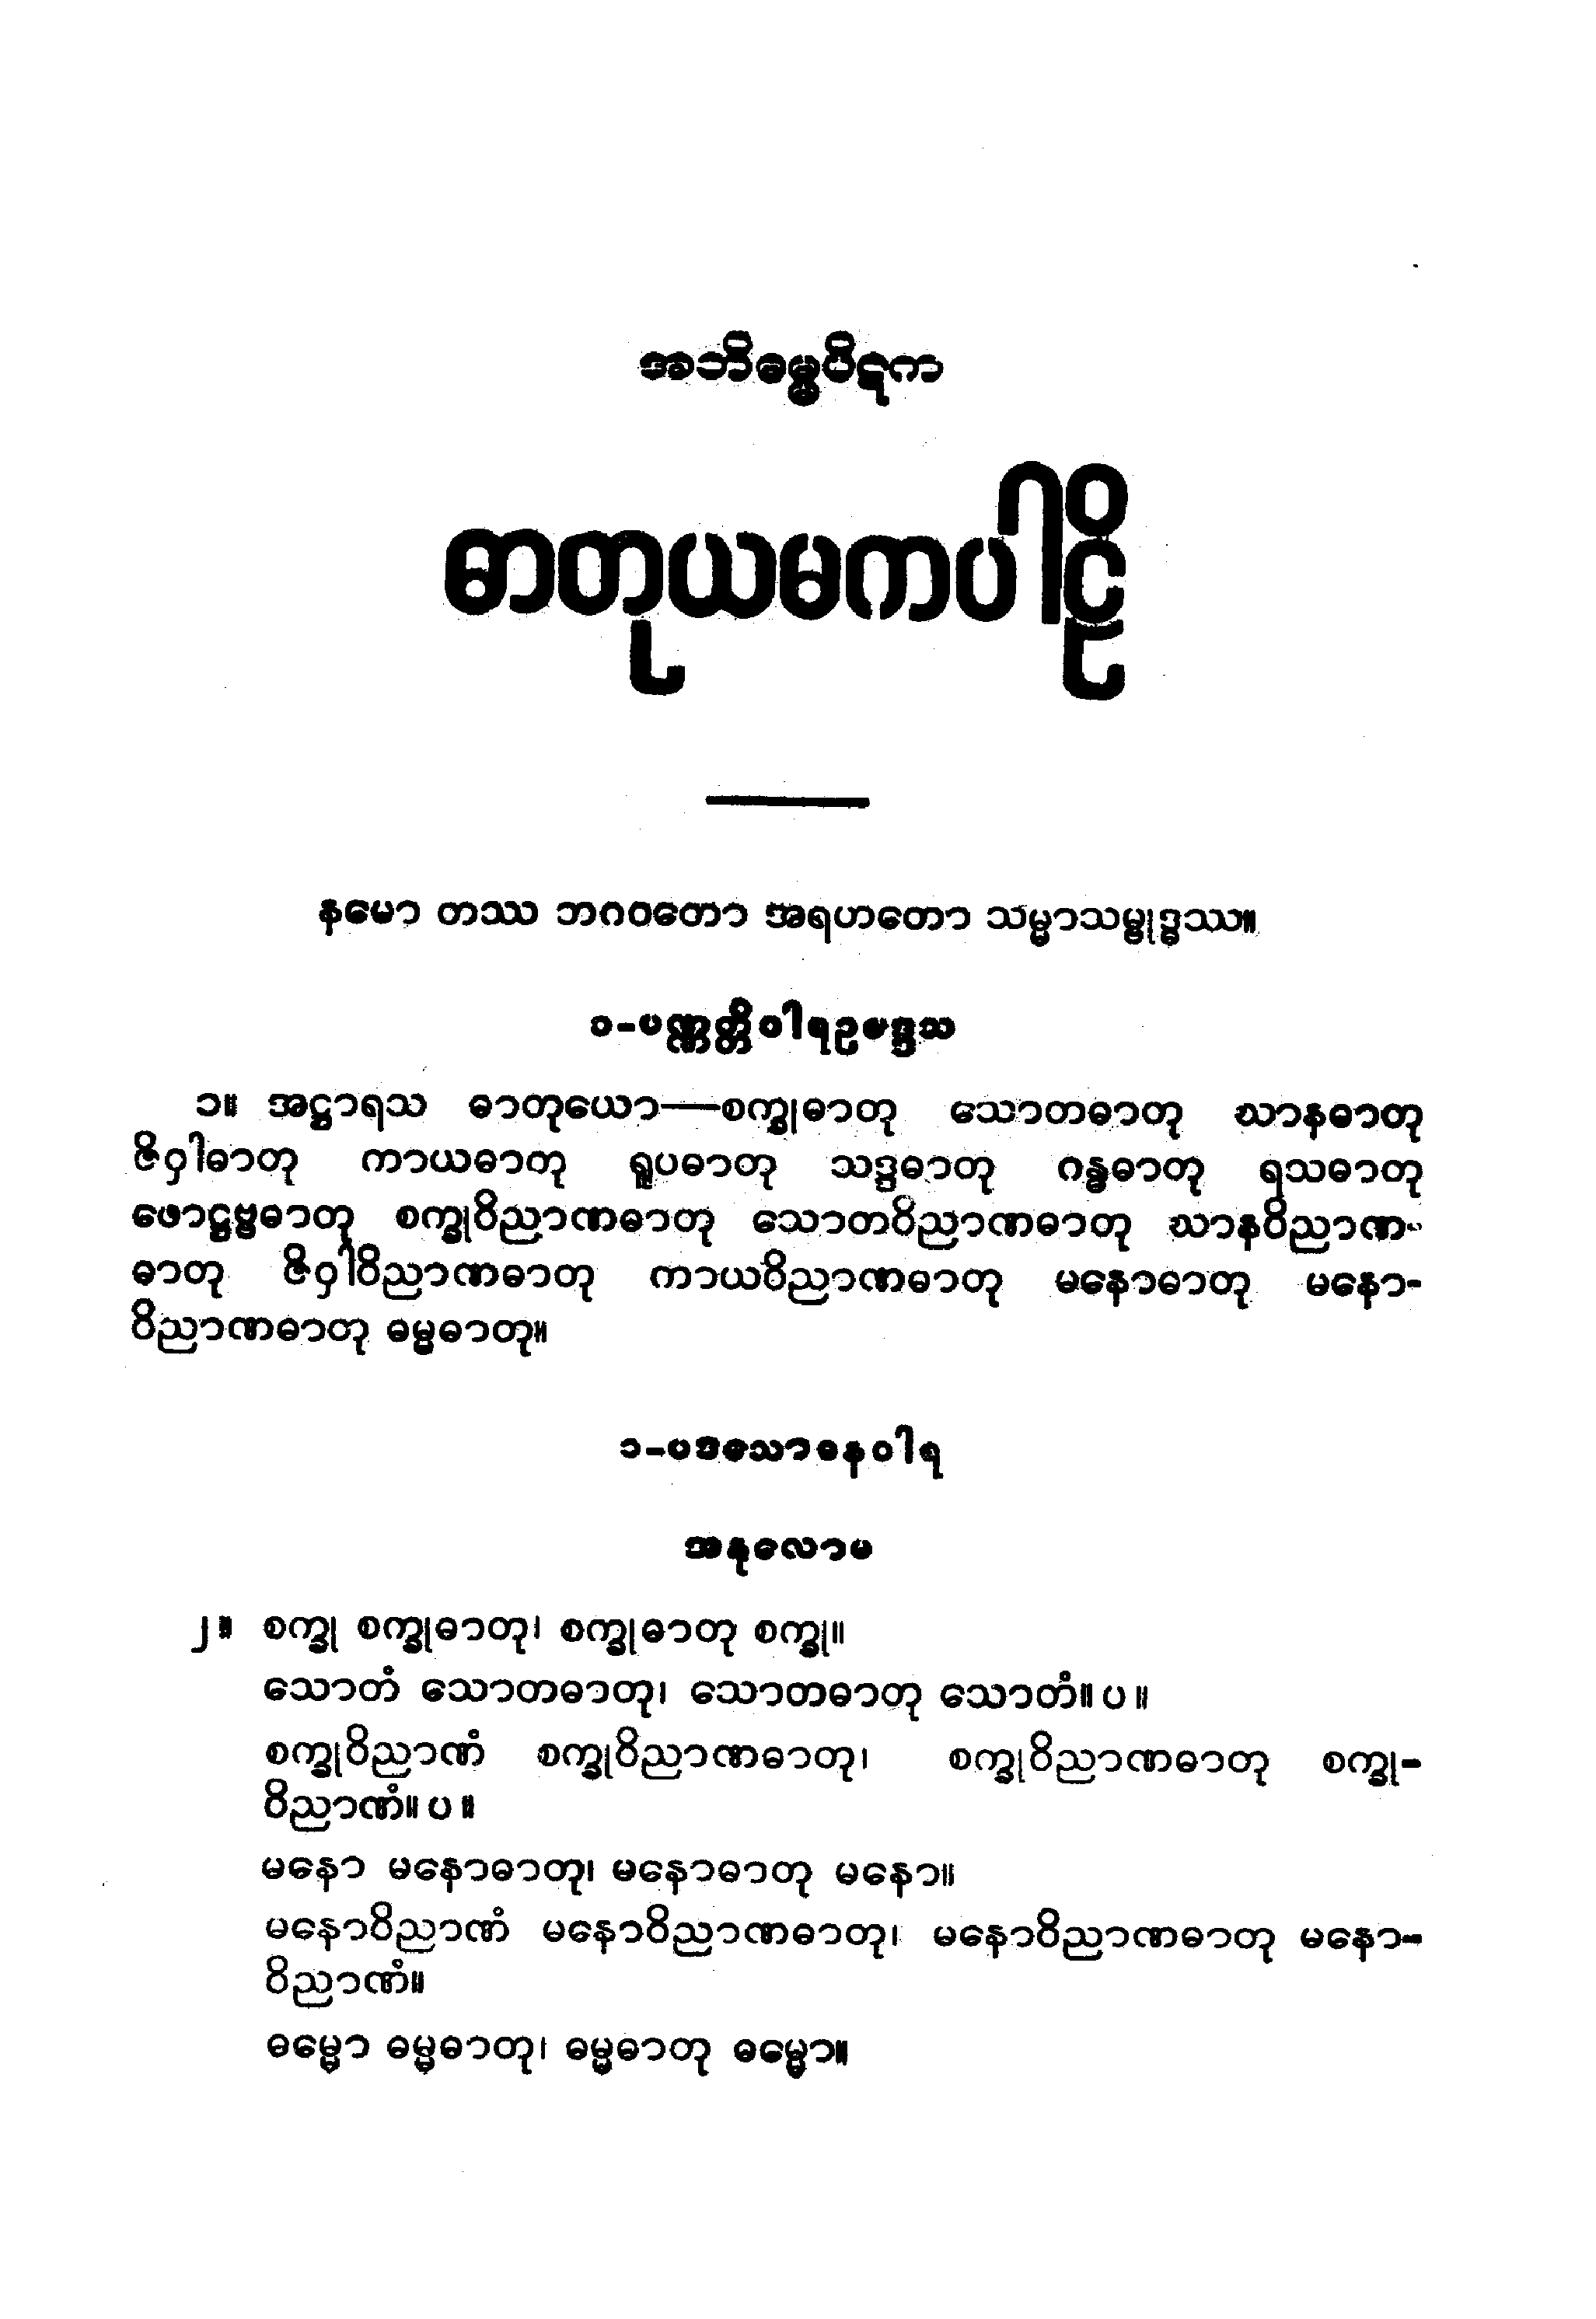 အဘိဓမ္မပိဋက
ဓာတုယမကပါဠိ
နမော တဿ ဘဂဝတော အရဟတော သမ္မာသမ္ဗုဒ္ဓဿ။
၁-ပဏ္ဏတ္တိဝါရဥဒ္ဒေသ
၁။ အဋ္ဌာရသ ဓာတုယော—စက္ခုဓာတု သောတဓာတု ဃာနဓာတု
ဇိဝှါဓာတု ကာယဓာတု ရူပဓာတု သဒ္ဒဓာတု ဂန္ဓဓာတု ရသဓာတု
ဖောဋ္ဌဗ္ဗဓာတု စက္ခုဝိညာဏဓာတု သောတဝိညာဏဓာတု ဃာနဝိညာဏ-
ဓာတု ဇိဝှါဝိညာဏဓာတု ကာယဝိညာဏဓာတု မနောဓာတု မနော-
ဝိညာဏဓာတု ဓမ္မဓာတု။
၁-ပဒသောဓနဝါရ
အနုလောမ
၂။ စက္ခု စက္ခုဓာတု၊ စက္ခုဓာတု စက္ခု။
သောတံ သောတဓာတု၊ သောတဓာတု သောတံ။ ပ ။
စက္ခုဝိညာဏံ စက္ခုဝိညာဏဓာတု၊ စက္ခုဝိညာဏဓာတု စက္ခု-
ဝိညာဏံ။ ပ ။
မနော မနောဓာတု၊ မနောဓာတု မနော။
မနောဝိညာဏံ မနောဝိညာဏဓာတု၊ မနောဝိညာဏဓာတု မနော-
ဝိညာဏံ။
ဓမ္မော ဓမ္မဓာတု၊ ဓမ္မဓာတု ဓမ္မော။